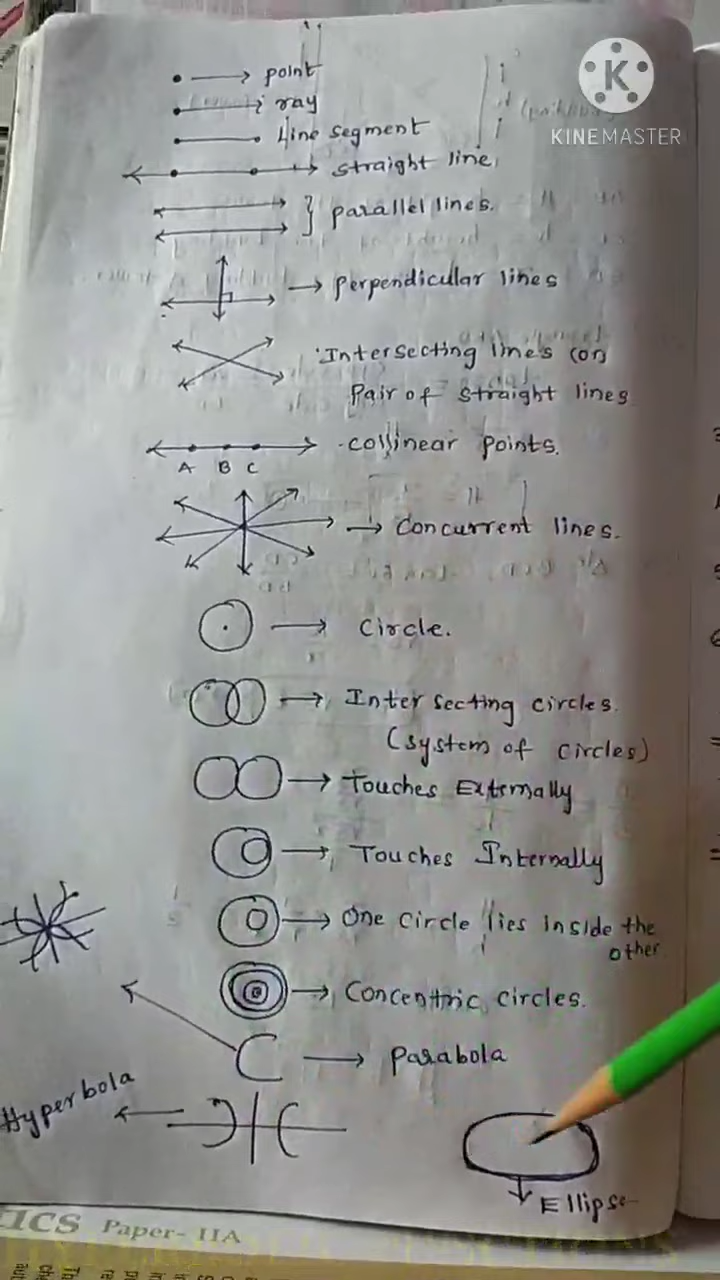 K
KINEMASTER
point
ray
Line segment
straight line
parallel lines.
Perpendicular lines
Intersecting lines (or)
Pair of straight lines
collinear points.
A B C
Concurrent lines.
Circle.
Intersecting circles.
(system of circles)
Touches Externally
Touches Internally
One circle lies inside the
other
Concentric circles.
Parabola
Hyperbola
Ellipse
ICS Paper- IIA